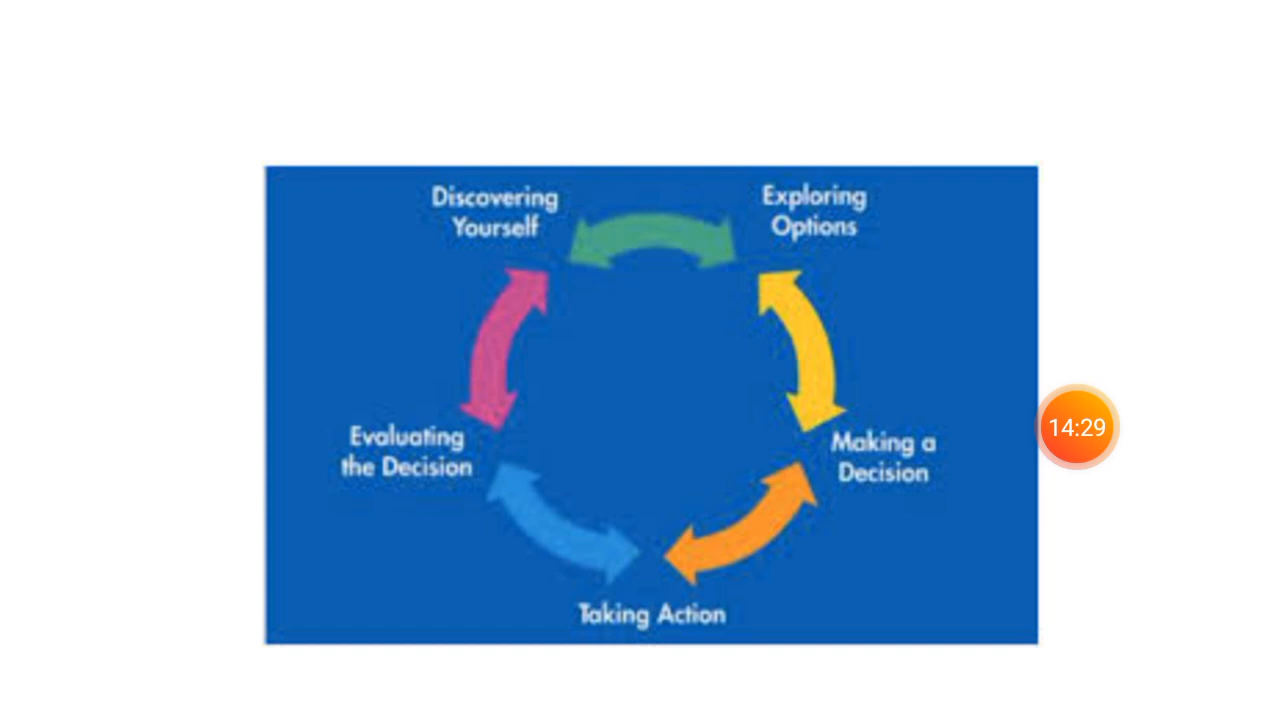 Discovering
Yourself
Exploring
Options
Evaluating
the Decision
Making a
Decision
14:29
Taking Action